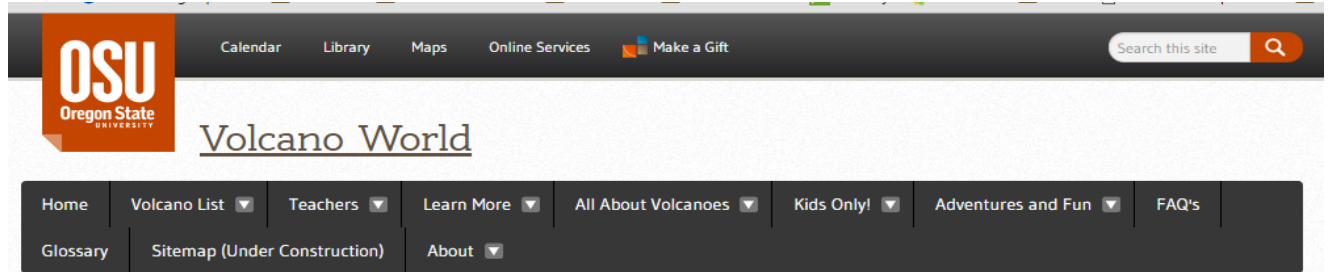 Calendar Library Maps Online Services Make a Gift Search this site
OSU
Oregon State
UNIVERSITY
Volcano World
Home Volcano List Teachers Learn More All About Volcanoes Kids Only! Adventures and Fun FAQ's
Glossary Sitemap (Under Construction) About